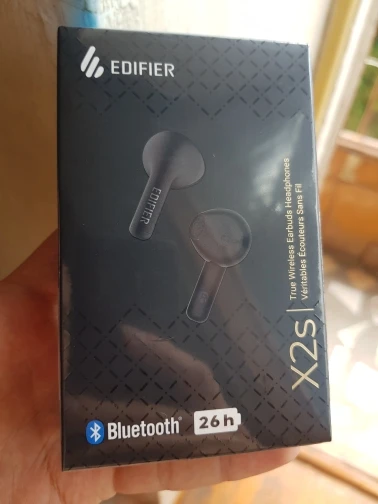 EDIFIER
EDIFIER
X2s
True Wireless Earbuds Headphones
Véritables Écouteurs Sans Fil
Bluetooth®
26h